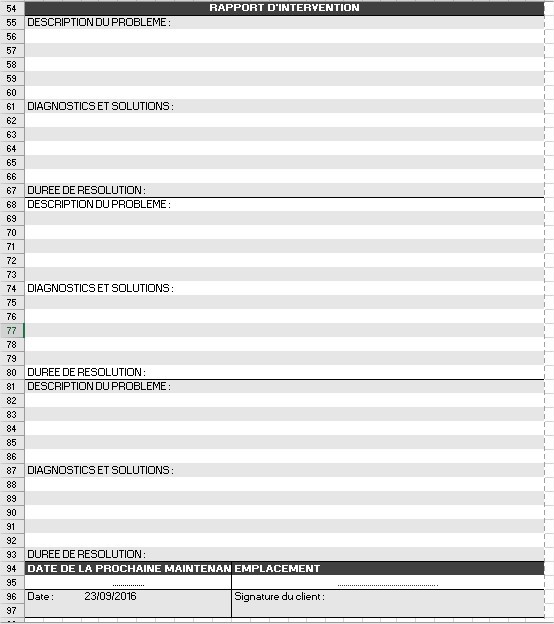 54 RAPPORT D'INTERVENTION
55 DESCRIPTION DU PROBLEME :
56
57
58
59
60
61 DIAGNOSTICS ET SOLUTIONS :
62
63
64
65
66
67 DUREE DE RESOLUTION :
68 DESCRIPTION DU PROBLEME :
69
70
71
72
73
74 DIAGNOSTICS ET SOLUTIONS :
75
76
77
78
79
80 DUREE DE RESOLUTION :
81 DESCRIPTION DU PROBLEME :
82
83
84
85
86
87 DIAGNOSTICS ET SOLUTIONS :
88
89
90
91
92
93 DUREE DE RESOLUTION :
94 DATE DE LA PROCHAINE MAINTENAN EMPLACEMENT
95 ............... ..................................................
96 Date : 23/09/2016 Signature du client :
97